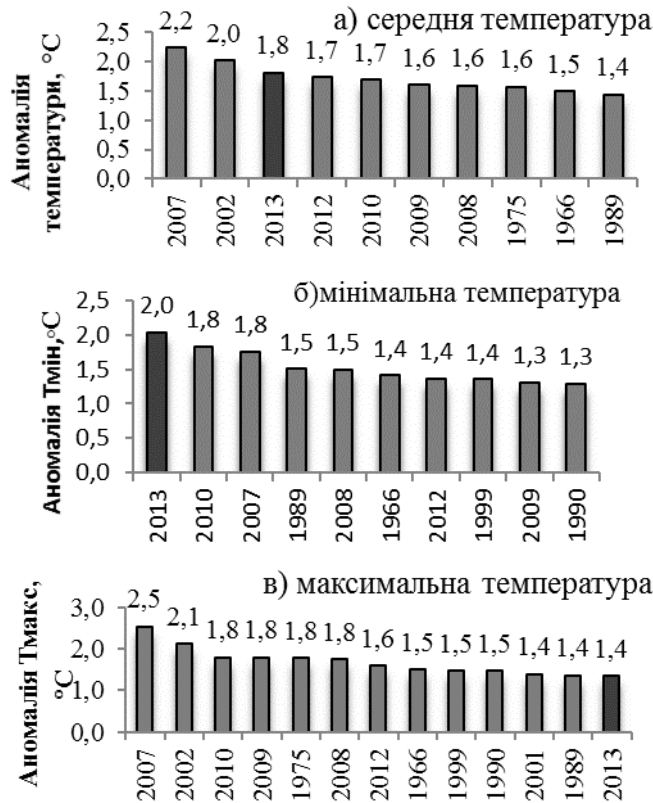 а) середня температура
2,2 2,0 1,8 1,7 1,7 1,6 1,6 1,6 1,5 1,4
Аномалія
температури, °С
2,5
2,0
1,5
1,0
0,5
0,0
2007 2002 2013 2012 2010 2009 2008 1975 1966 1989
б)мінімальна температура
2,0 1,8 1,8 1,5 1,5 1,4 1,4 1,4 1,3 1,3
Аномалія Тмін,°С
2,5
2,0
1,5
1,0
0,5
0,0
2013 2010 2007 1989 2008 1966 2012 1999 2009 1990
в) максимальна температура
2,5 2,1 1,8 1,8 1,8 1,8 1,6 1,5 1,5 1,5 1,4 1,4 1,4
Аномалія Тмакс,
°С
3,0
2,0
1,0
0,0
2007 2002 2010 2009 1975 2008 2012 1966 1999 1990 2001 1989 2013